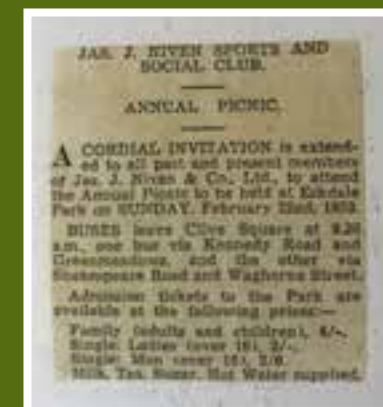 JAS. J. NIVEN SPORTS AND
SOCIAL CLUB.
ANNUAL PICNIC.
A CORDIAL INVITATION is extend-
ed to all past and present members
of Jas. J. Niven & Co., Ltd., to attend
the Annual Picnic to be held at Eskdale
Park on SUNDAY, February 22nd,
BUSES leave Clive Square at
a.m., one bus via Kennedy Road and
Greenmeadows, and the other via
Shakespeare Road and Waghorne Street.
Admission tickets to the Park are
available at the following prices:—
Family (adults and children), 4/-.
Single: Ladies (over 16), 2/-.
Single: Men (over 16), 2/6.
Milk, Tea, Sugar, Hot Water supplied.